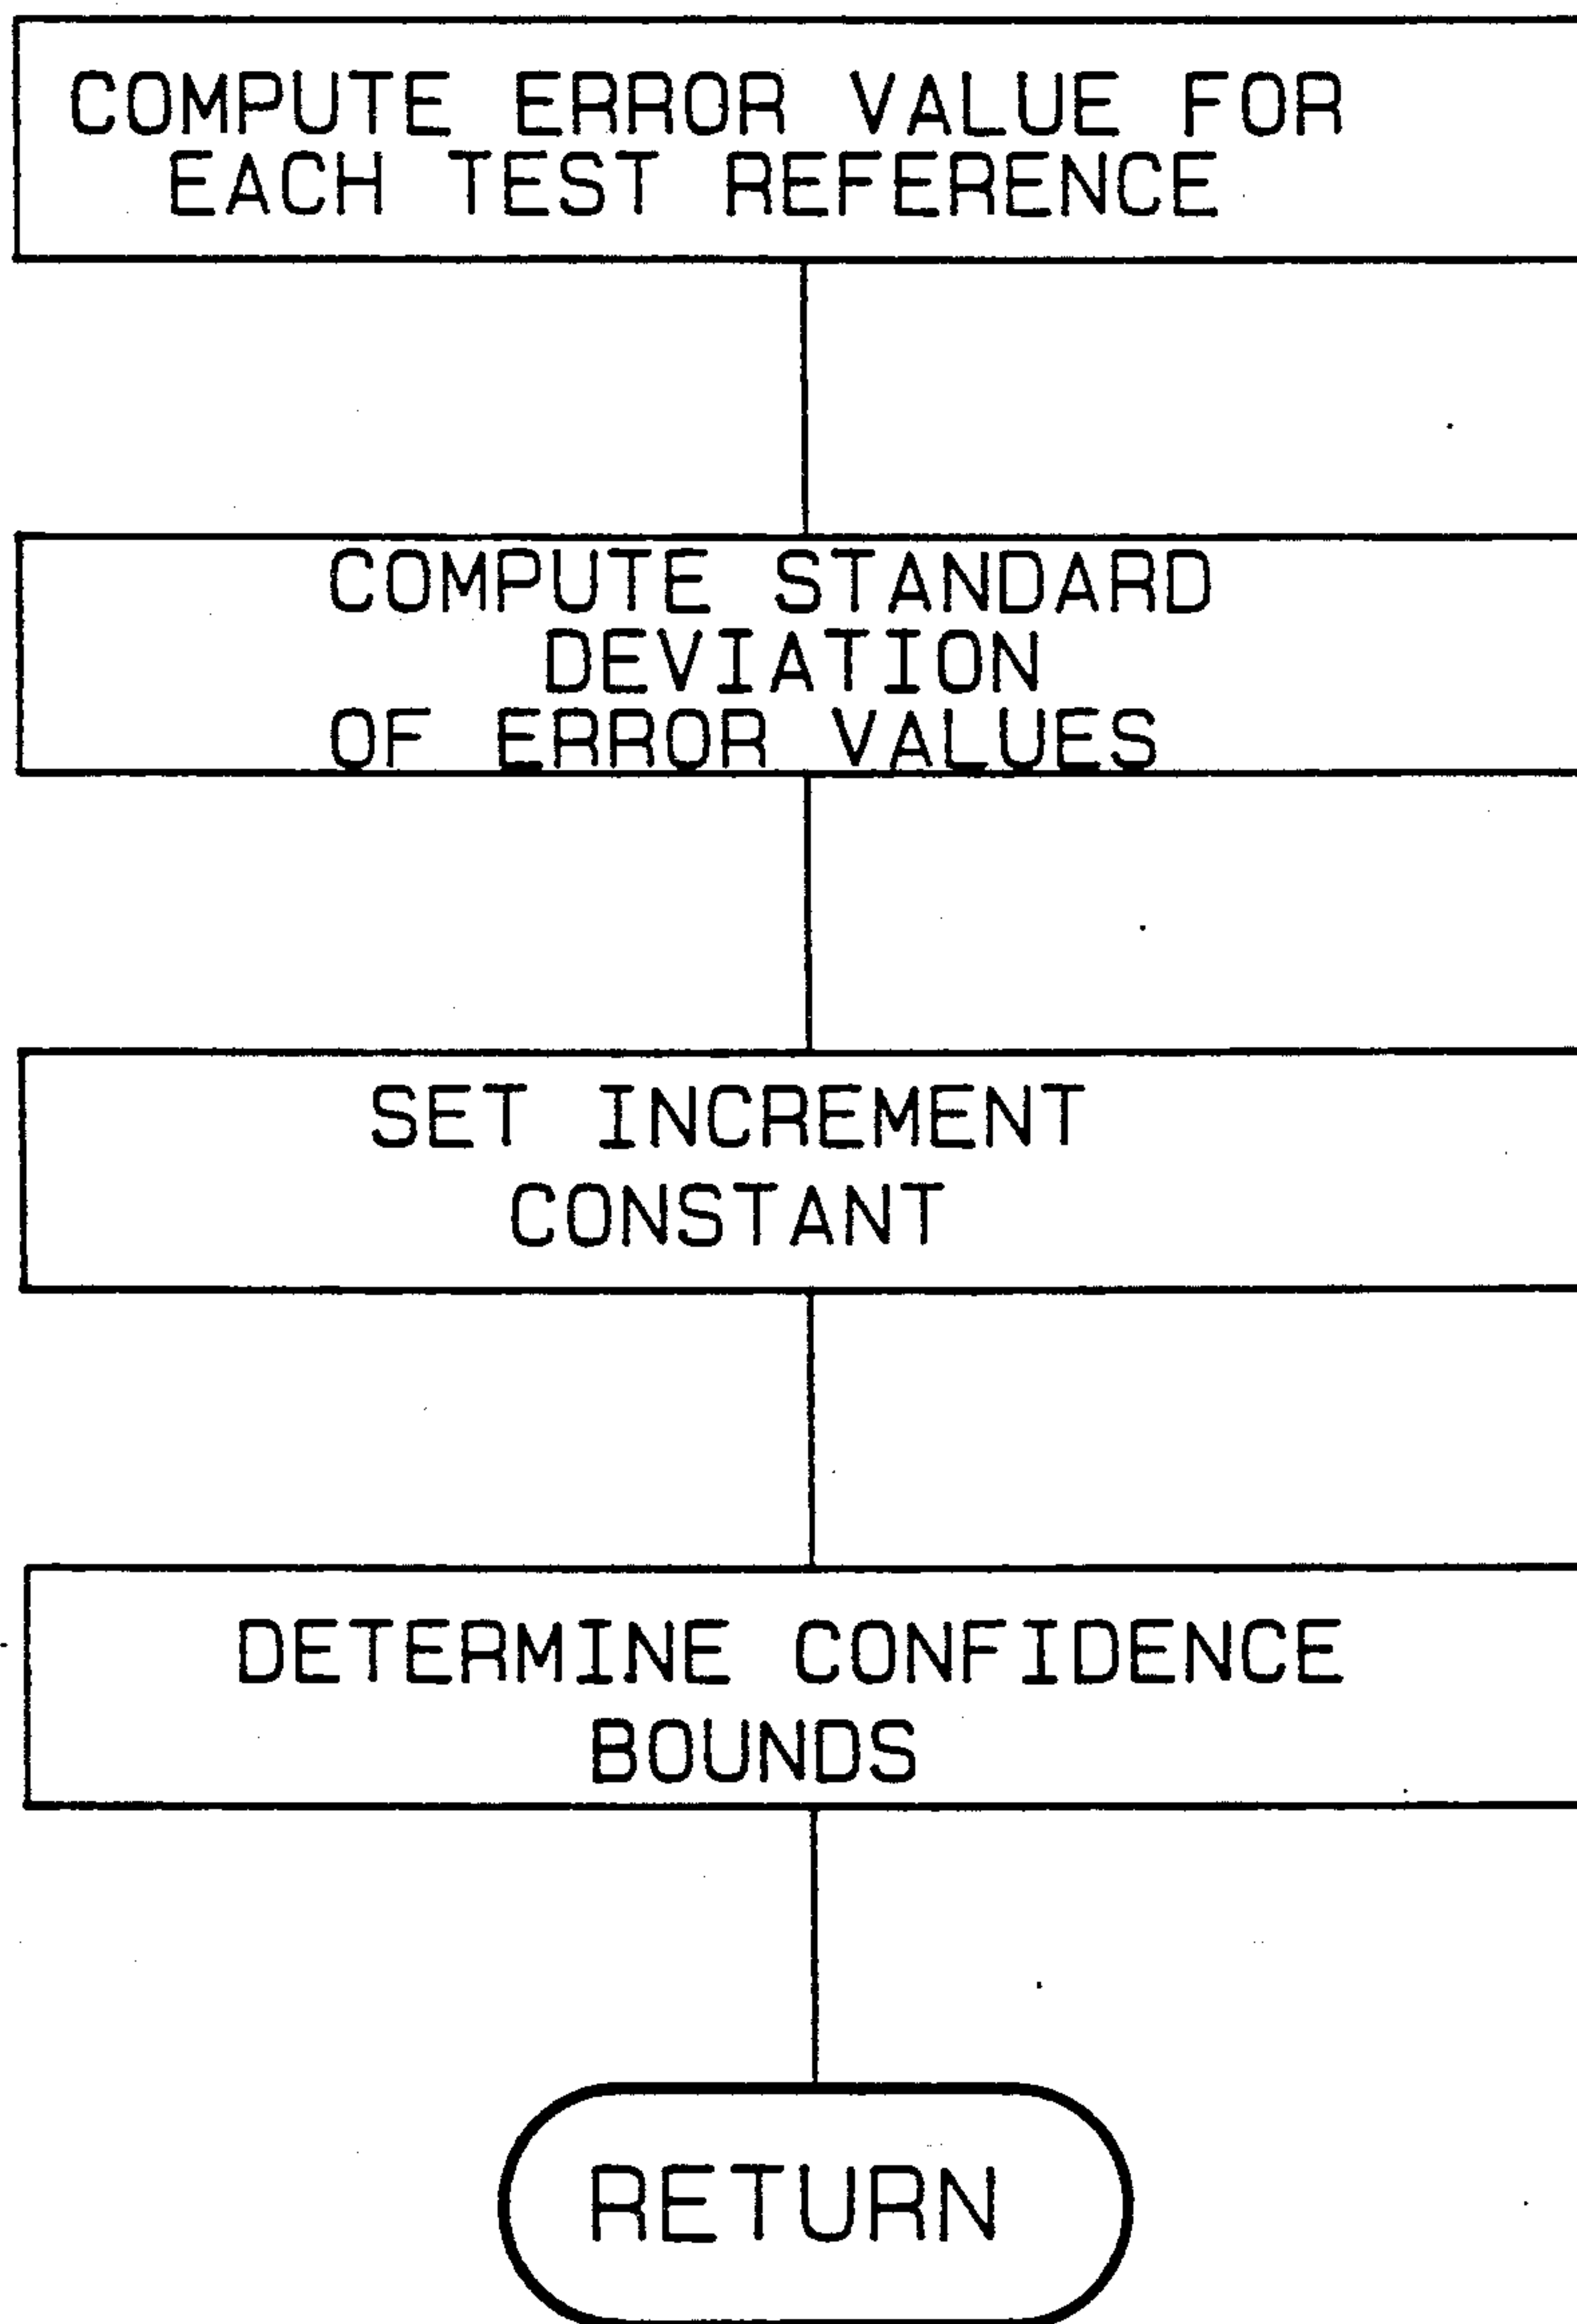 COMPUTE ERROR VALUE FOR
EACH TEST REFERENCE
COMPUTE STANDARD
DEVIATION
OF ERROR VALUES
SET INCREMENT
CONSTANT
DETERMINE CONFIDENCE
BOUNDS
RETURN